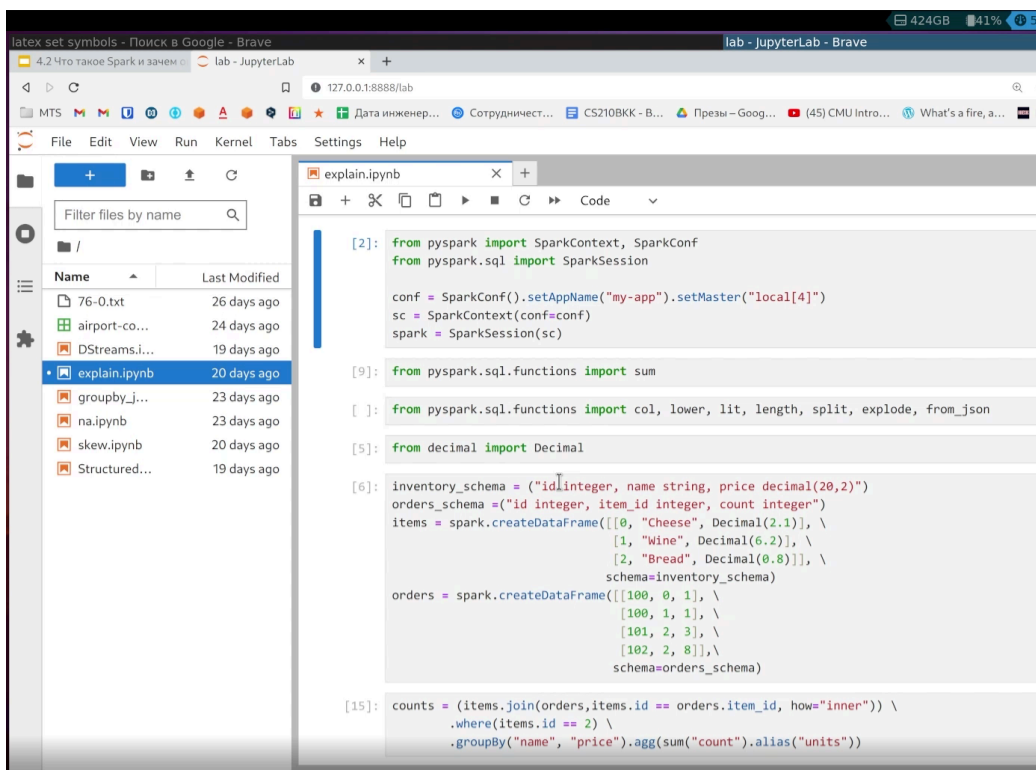 424GB 41% 5
latex set symbols - Поиск в Google - Brave
lab - JupyterLab - Brave
4.2 Что такое Spark и зачем о
lab - JupyterLab
127.0.0.1:8888/lab
MTS Дата инженер... Сотрудничест... CS210BKK - B... Презы – Goog... (45) CMU Intro... What's a fire, a...
File Edit View Run Kernel Tabs Settings Help
Filter files by name
/
Name Last Modified
76-0.txt 26 days ago
airport-co... 24 days ago
DStreams.i... 19 days ago
explain.ipynb 20 days ago
groupby_j... 23 days ago
na.ipynb 23 days ago
skew.ipynb 20 days ago
Structured... 19 days ago
explain.ipynb
Code
[2]: from pyspark import SparkContext, SparkConf
from pyspark.sql import SparkSession
conf = SparkConf().setAppName("my-app").setMaster("local[4]")
sc = SparkContext(conf=conf)
spark = SparkSession(sc)
[9]: from pyspark.sql.functions import sum
[ ]: from pyspark.sql.functions import col, lower, lit, length, split, explode, from_json
[5]: from decimal import Decimal
[6]: inventory_schema = ("id integer, name string, price decimal(20,2)")
orders_schema =("id integer, item_id integer, count integer")
items = spark.createDataFrame([[0, "Cheese", Decimal(2.1)], \
[1, "Wine", Decimal(6.2)], \
[2, "Bread", Decimal(0.8)]], \
schema=inventory_schema)
orders = spark.createDataFrame([[100, 0, 1], \
[100, 1, 1], \
[101, 2, 3], \
[102, 2, 8]],\
schema=orders_schema)
[15]: counts = (items.join(orders,items.id == orders.item_id, how="inner")) \
.where(items.id == 2) \
.groupBy("name", "price").agg(sum("count").alias("units"))